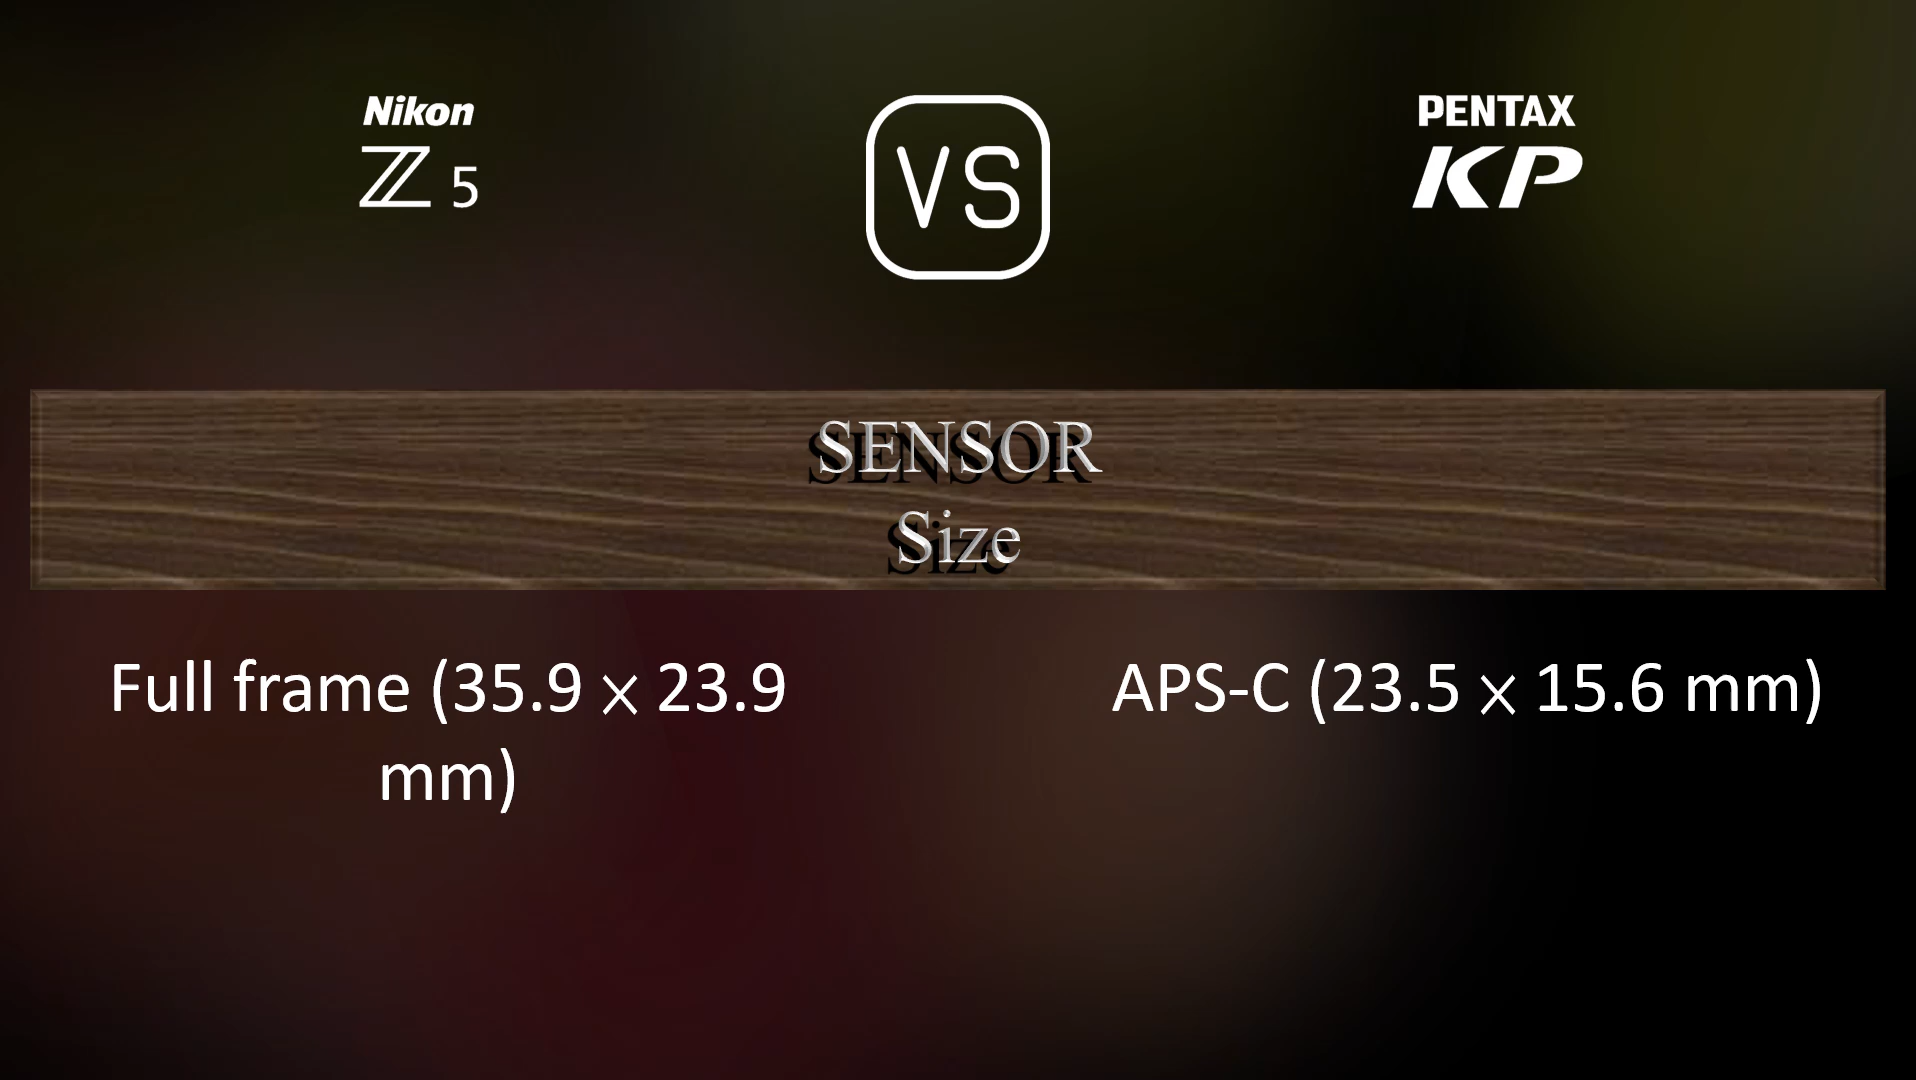 Nikon
Z 5
VS
PENTAX
KP
SENSOR
Size
Full frame (35.9 x 23.9
mm)
APS-C (23.5 x 15.6 mm)